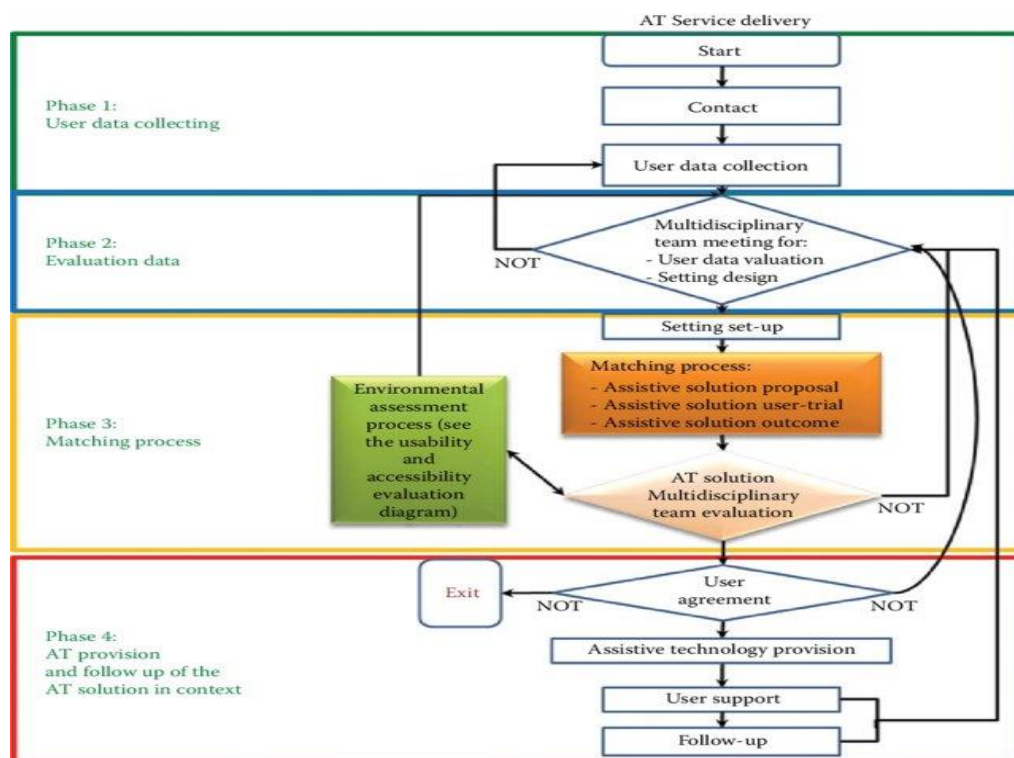 AT Service delivery
Start
Phase 1:
User data collecting
Contact
User data collection
Phase 2:
Evaluation data
Multidisciplinary
team meeting for:
- User data valuation
- Setting design
NOT
Setting set-up
Matching process:
- Assistive solution proposal
- Assistive solution user-trial
- Assistive solution outcome
Environmental
assessment
process (see
the usability
and
accessibility
evaluation
diagram)
Phase 3:
Matching process
AT solution
Multidisciplinary
team evaluation
NOT
Exit
User
agreement
NOT
NOT
Phase 4:
AT provision
and follow up of the
AT solution in context
Assistive technology provision
User support
Follow-up